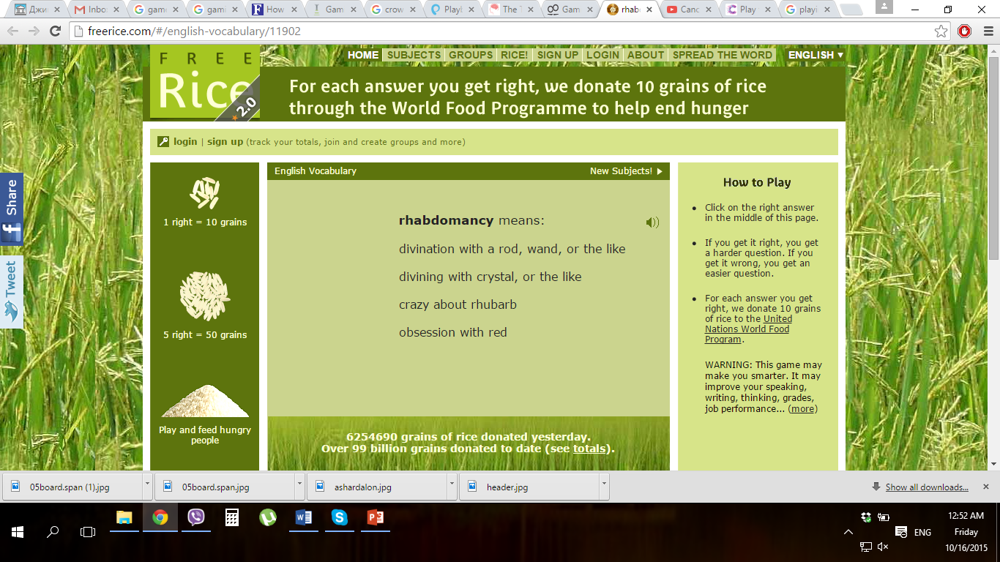 Джи
Inbo
game
gami
How
Gam
crow
Playl
The T
Gam
rhab
Canc
Play
playi
freerice.com/#/english-vocabulary/11902
FREE
Rice
2.0
HOME SUBJECTS GROUPS RICE! SIGN UP LOGIN ABOUT SPREAD THE WORD ENGLISH ▼
For each answer you get right, we donate 10 grains of rice
through the World Food Programme to help end hunger
login | sign up (track your totals, join and create groups and more)
Share
Tweet
1 right = 10 grains
5 right = 50 grains
Play and feed hungry
people
English Vocabulary
New Subjects!
rhabdomancy means:
divination with a rod, wand, or the like
divining with crystal, or the like
crazy about rhubarb
obsession with red
6254690 grains of rice donated yesterday.
Over 99 billion grains donated to date (see totals).
How to Play
Click on the right answer
in the middle of this page.
If you get it right, you get
a harder question. If you
get it wrong, you get an
easier question.
For each answer you get
right, we donate 10 grains
of rice to the United
Nations World Food
Program.
WARNING: This game may
make you smarter. It may
improve your speaking,
writing, thinking, grades,
job performance... (more)
05board.span (1).jpg
05board.span.jpg
ashardalon.jpg
header.jpg
Show all downloads...
ENG
12:52 AM
Friday
10/16/2015